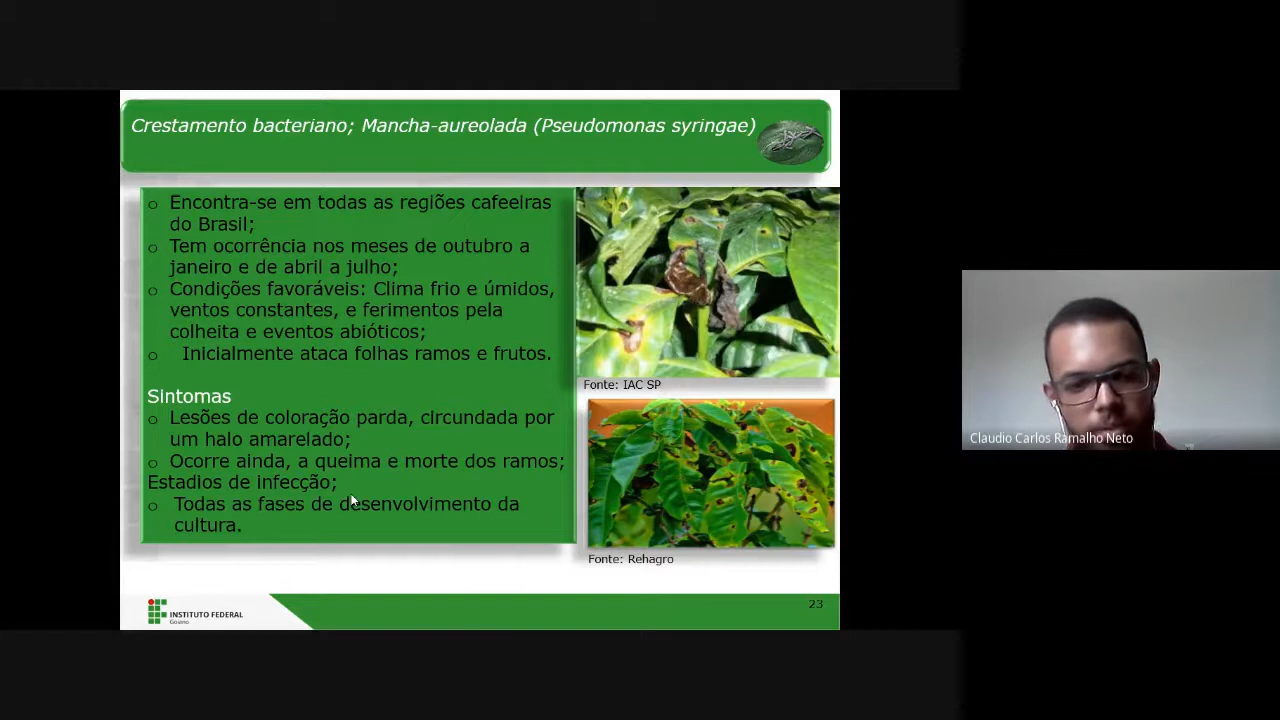 Crestamento bacteriano; Mancha-aureolada (Pseudomonas syringae)
o Encontra-se em todas as regiões cafeeiras
do Brasil;
o Tem ocorrência nos meses de outubro a
janeiro e de abril a julho;
o Condições favoráveis: Clima frio e úmidos,
ventos constantes, e ferimentos pela
colheita e eventos abióticos;
o Inicialmente ataca folhas ramos e frutos.
Sintomas
o Lesões de coloração parda, circundada por
um halo amarelado;
o Ocorre ainda, a queima e morte dos ramos;
Estadios de infecção;
o Todas as fases de desenvolvimento da
cultura.
Fonte: IAC SP
Fonte: Rehagro
INSTITUTO FEDERAL
Goiano
23
Claudio Carlos Ramalho Neto